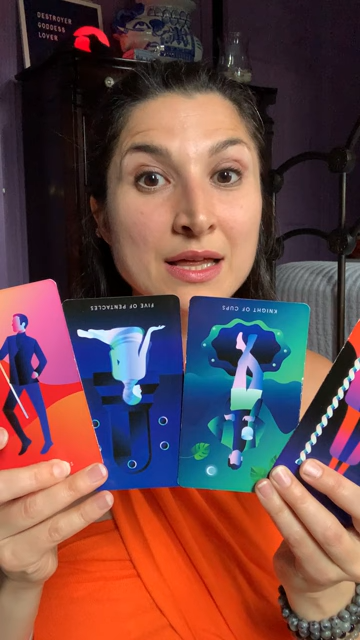 DESTROYER
GODDESS
LOVER
FIVE OF PENTACLES
KNIGHT OF CUPS